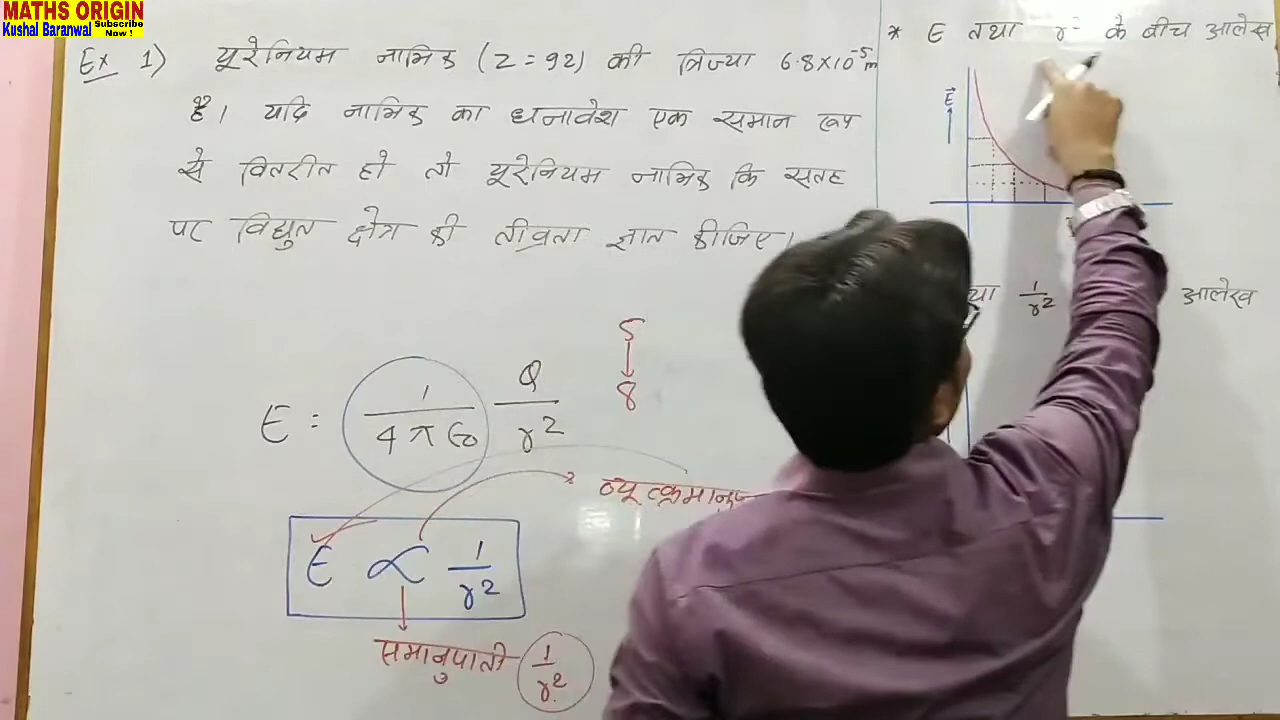 MATHS ORIGIN
Kushal Baranwal Subscribe Now !
Ex 1) यूरेनियम नाभिक (Z = 92) की त्रिज्या 6.8×10⁻⁵m
है। यदि नाभिक का धनावेश एक समान रूप
से वितरीत हो तो यूरेनियम नाभिक कि सतह
पर विद्युत क्षेत्र की तीव्रता ज्ञात कीजिए।
E = 1/4πε₀ Q/r²
5
↓
8
व्यूत्क्रमानुप
E ∝ 1/r²
समानुपाती 1/r²
* E तथा r² के बीच आलेख
E
1/r² आलेख